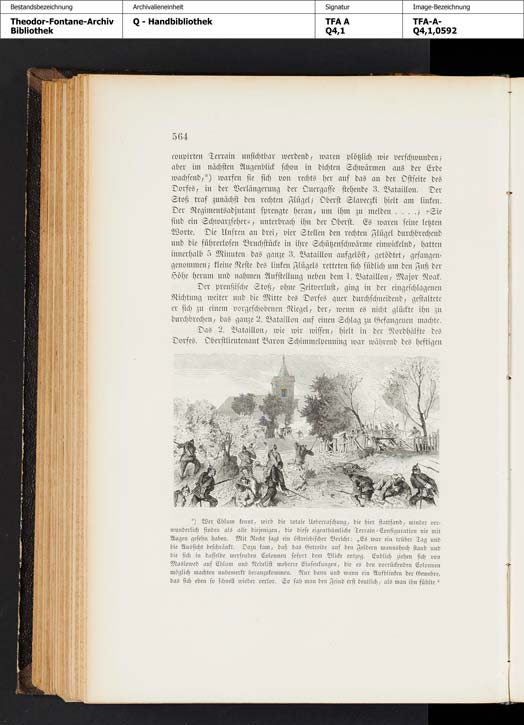 Bestandsbezeichnung
Archivalieneinheit
Signatur
Image-Bezeichnung
Theodor-Fontane-Archiv
Bibliothek
Q - Handbibliothek
TFA A
Q4,1
TFA-A-
Q4,1,0592
564
coupirten Terrain unsichtbar werdend, waren plötzlich wie verschwunden,
aber im nächsten Augenblick schon in dichten Schwärmen aus der Erde
wachsend,*) warfen sie sich von rechts her auf das an der Ostseite des
Dorfes, in der Verlängerung der Quergasse stehende 3. Bataillon. Der
Stoß traf zunächst den rechten Flügel; Oberst Slaveczki hielt am linken.
Der Regimentsadjutant sprengte heran, um ihm zu melden . . . .; »Sie
sind ein Schwarzseher«, unterbrach ihn der Oberst. Es waren seine letzten
Worte. Die Unsren an drei, vier Stellen den rechten Flügel durchbrechend
und die führerlosen Bruchstücke in ihre Schützenschwärme einwickelnd, hatten
innerhalb 5 Minuten das ganze 3. Bataillon aufgelöst, getödtet, gefangen-
genommen; kleine Reste des linken Flügels retteten sich südlich um den Fuß der
Höhe herum und nahmen Aufstellung neben dem 1. Bataillon, Major Noak.
Der preußische Stoß, ohne Zeitverlust, ging in der eingeschlagenen
Richtung weiter und die Mitte des Dorfes quer durchschneidend, gestaltete
er sich zu einem vorgeschobenen Riegel, der, wenn es nicht glückte ihn zu
durchbrechen, das ganze 2. Bataillon auf einen Schlag zu Gefangenen machte.
Das 2. Bataillon, wie wir wissen, hielt in der Nordhälfte des
Dorfes. Oberstlieutenant Baron Schimmelpenning war während des heftigen
*) Wer Chlum kennt, wird die totale Ueberraschung, die hier stattfand, minder ver-
wunderlich finden als alle diejenigen, die diese eigenthümliche Terrain-Configuration nie mit
Augen gesehn haben. Mit Recht sagt ein östreichischer Bericht: »Es war ein trüber Tag und
die Aussicht beschränkt. Dazu kam, daß das Getreide auf den Feldern mannshoch stand und
die sich in dasselbe werfenden Colonnen sofort dem Blicke entzog. Endlich ziehen sich von
Maslowed auf Chlum und Nedelist mehrere Einsenkungen, die es den vorrückenden Colonnen
möglich machten unbemerkt heranzukommen. Nur dann und wann ein Aufblinken der Gewehre,
das sich eben so schnell wieder verlor. So sah man den Feind erst deutlich, als man ihn fühlte.«